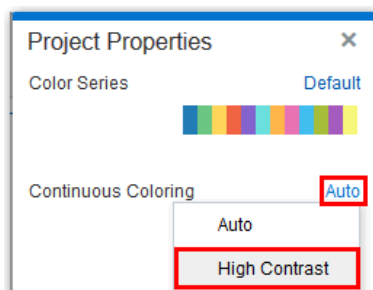 Project Properties ×
Color Series Default
Continuous Coloring Auto
Auto
High Contrast